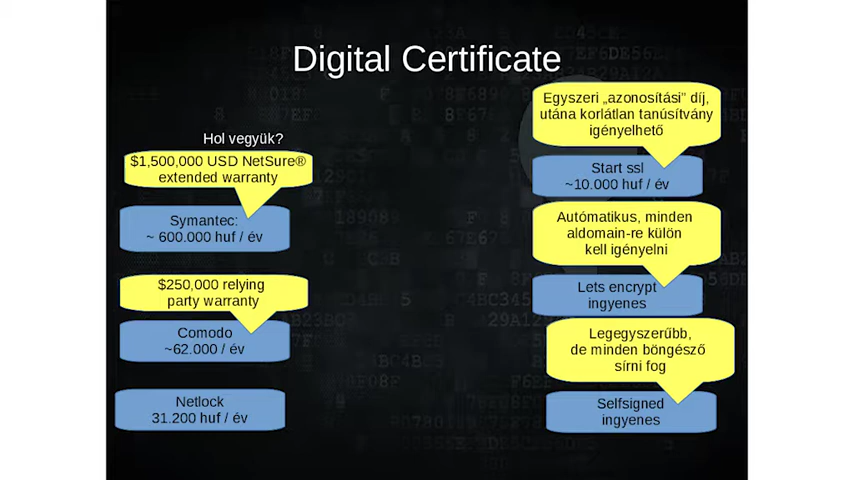 Digital Certificate
Hol vegyük?
$1,500,000 USD NetSure®
extended warranty
Symantec:
~ 600.000 huf / év
$250,000 relying
party warranty
Comodo
~62.000 / év
Netlock
31.200 huf / év
Egyszeri „azonosítási” díj,
utána korlátlan tanúsítvány
igényelhető
Start ssl
~10.000 huf / év
Autómatikus, minden
aldomain-re külön
kell igényelni
Lets encrypt
ingyenes
Legegyszerűbb,
de minden böngésző
sírni fog
Selfsigned
ingyenes